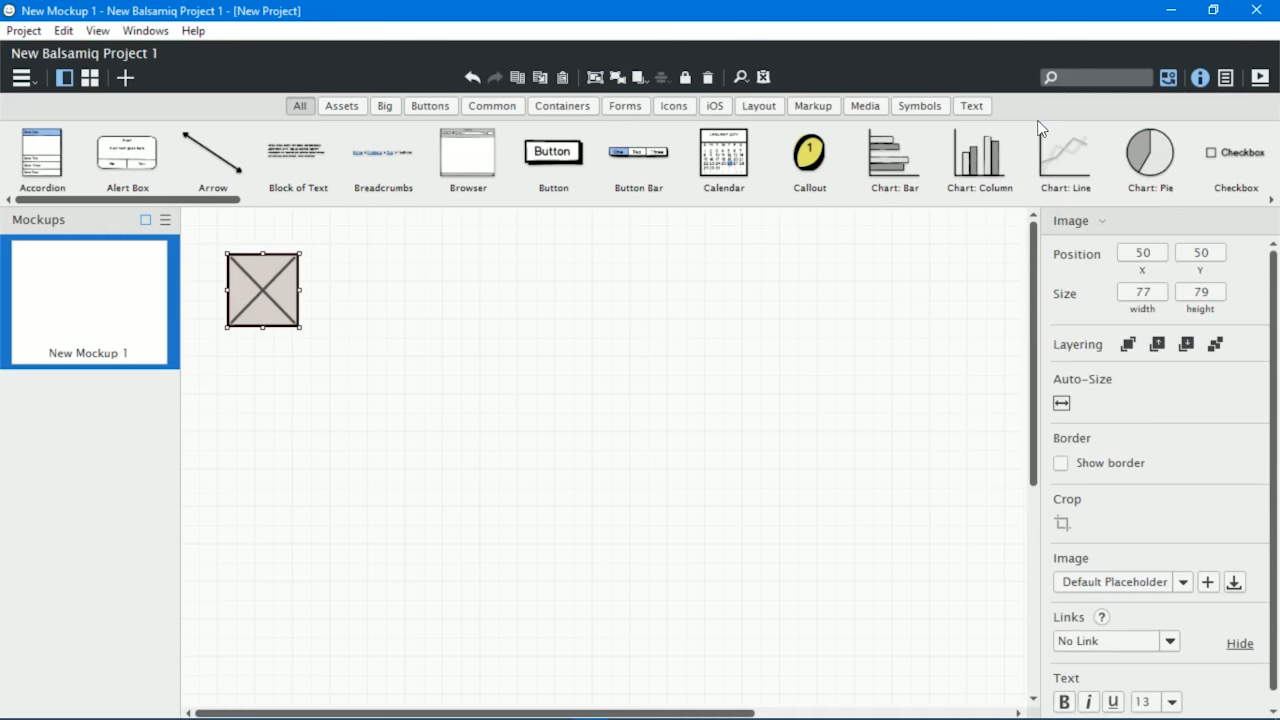 New Mockup 1 - New Balsamiq Project 1 - [New Project]
Project Edit View Windows Help
New Balsamiq Project 1
All Assets Big Buttons Common Containers Forms Icons iOS Layout Markup Media Symbols Text
Button
One Two Three
1
Checkbox
Accordion Alert Box Arrow Block of Text Breadcrumbs Browser Button Button Bar Calendar Callout Chart: Bar Chart: Column Chart: Line Chart: Pie Checkbox
Mockups
New Mockup 1
Image
Position 50 50
X Y
Size 77 79
width height
Layering
Auto-Size
Border
Show border
Crop
Image
Default Placeholder
Links ?
No Link Hide
Text
B i U 13